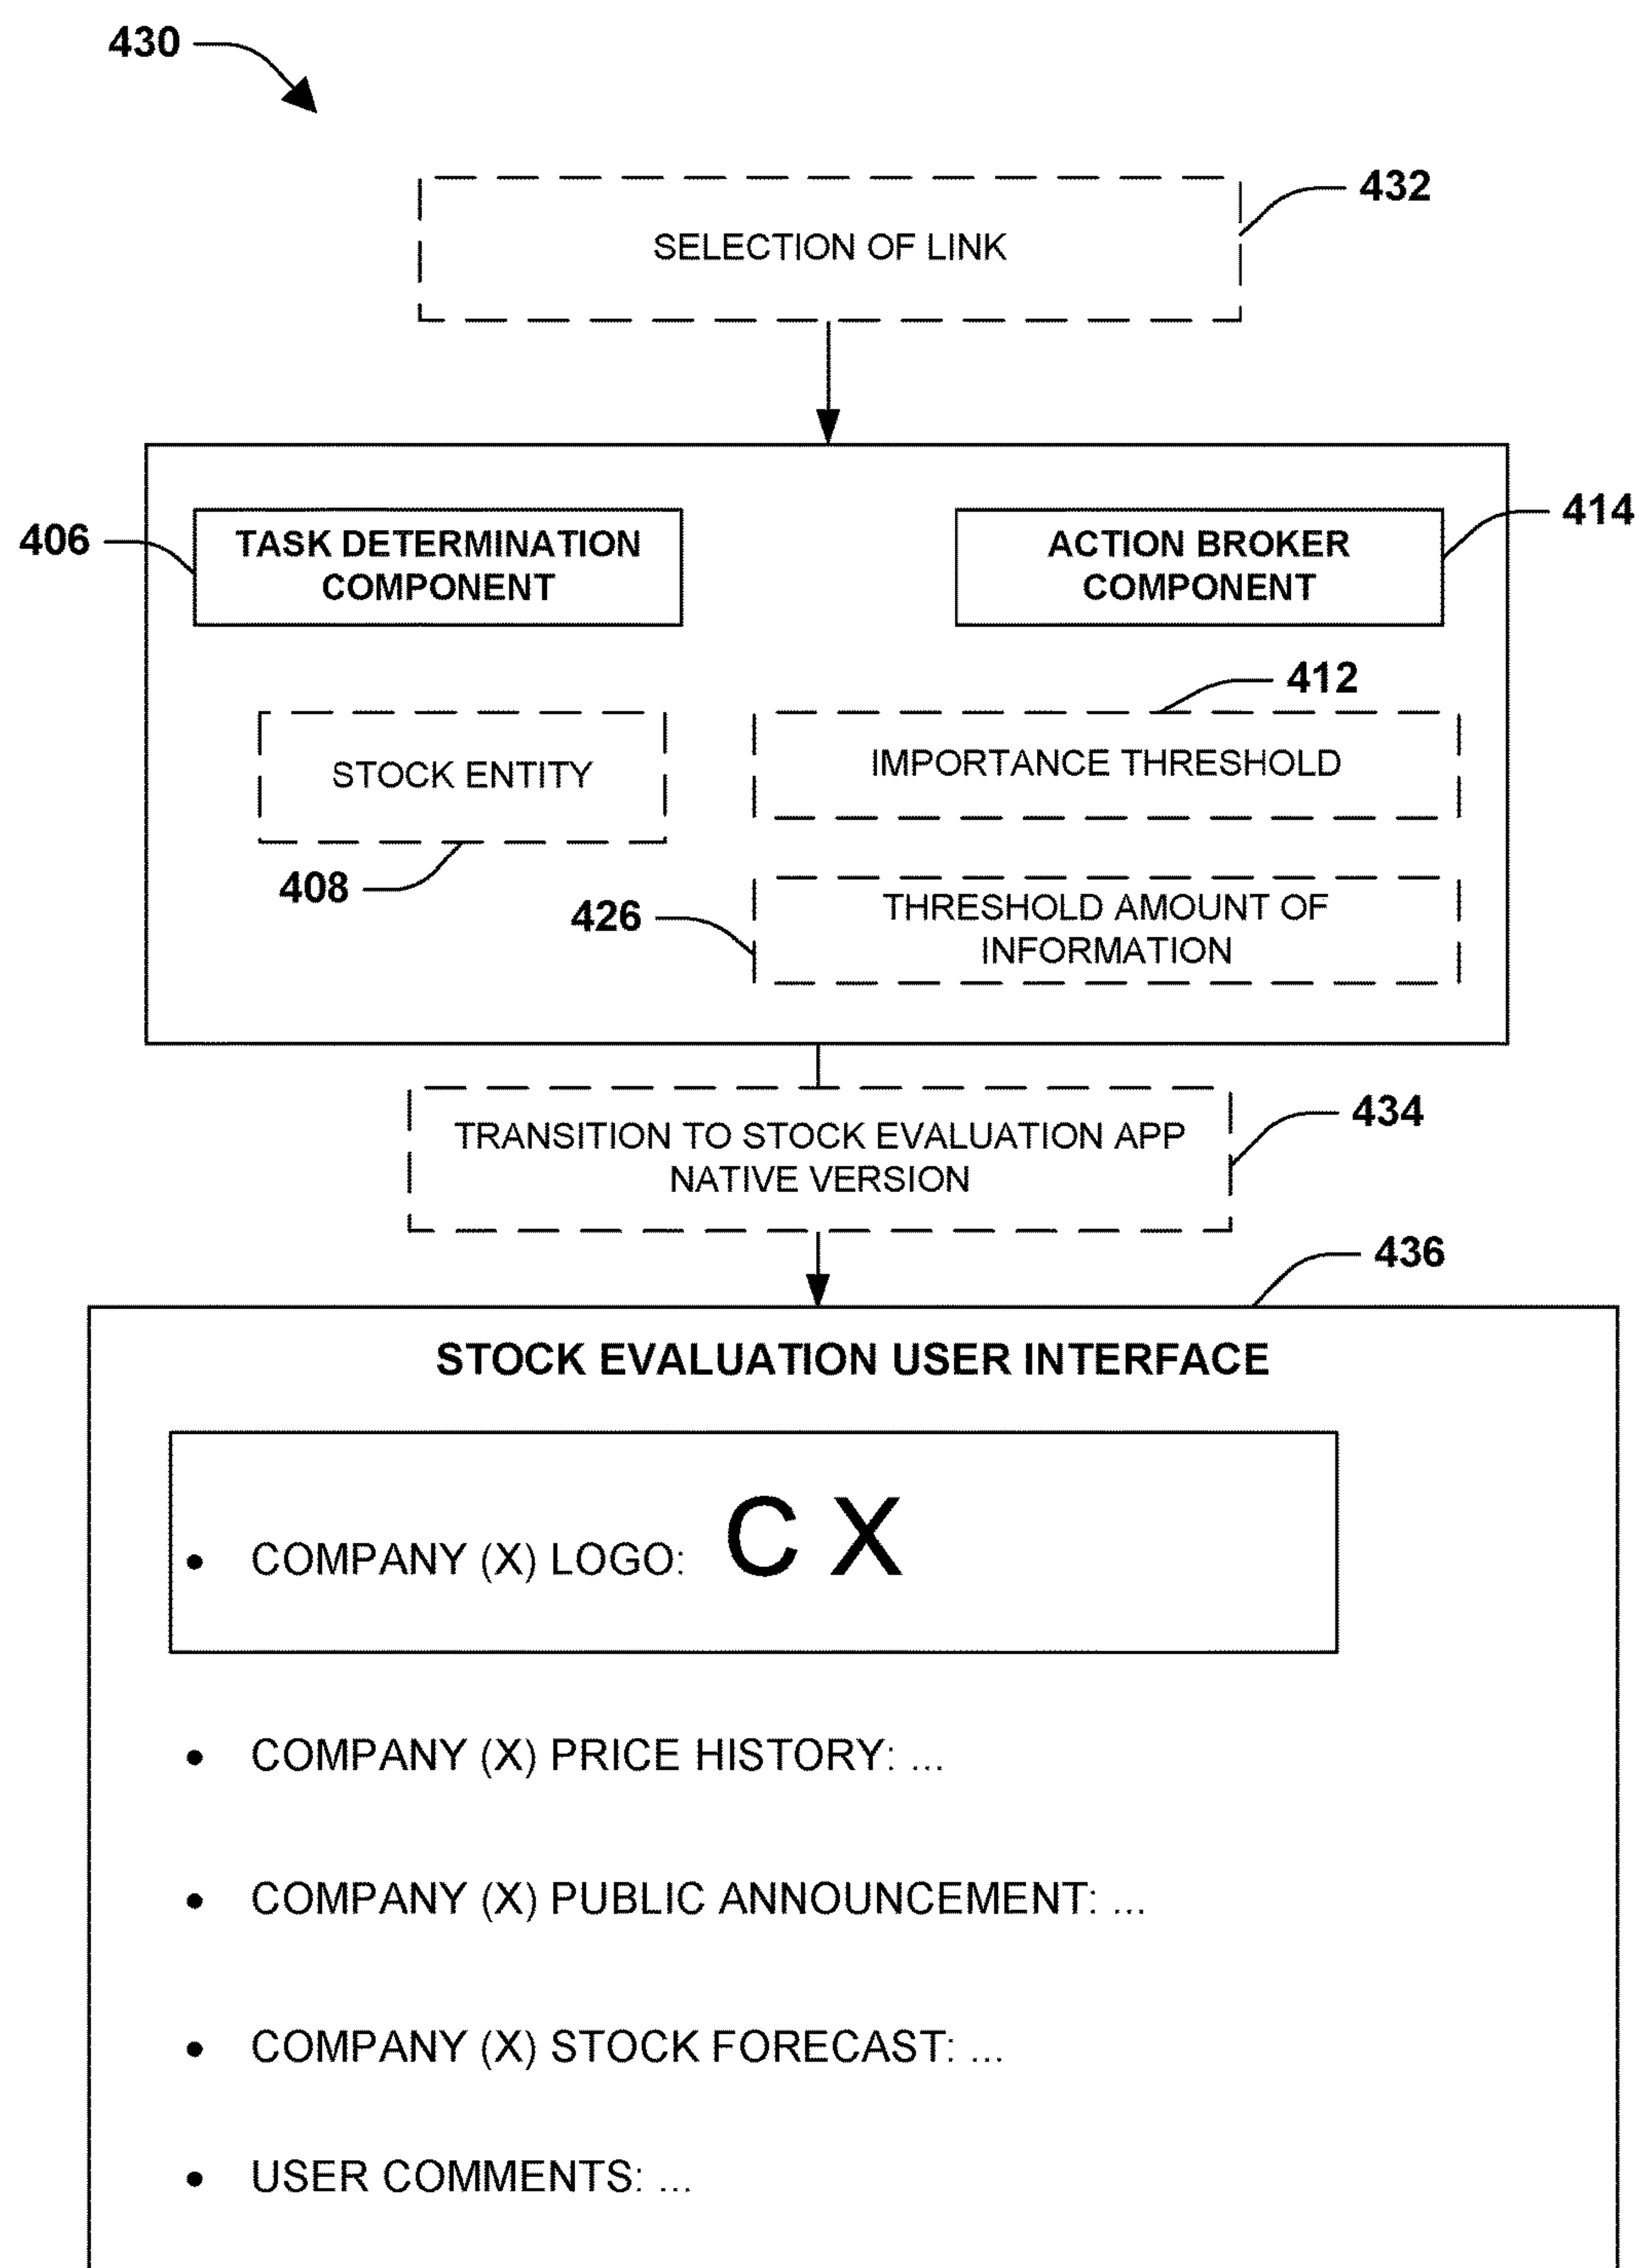 430
432
SELECTION OF LINK
406
TASK DETERMINATION
COMPONENT
ACTION BROKER
COMPONENT
414
412
STOCK ENTITY
IMPORTANCE THRESHOLD
408
426
THRESHOLD AMOUNT OF
INFORMATION
TRANSITION TO STOCK EVALUATION APP
NATIVE VERSION
434
436
STOCK EVALUATION USER INTERFACE
• COMPANY (X) LOGO: C X
• COMPANY (X) PRICE HISTORY: ...
• COMPANY (X) PUBLIC ANNOUNCEMENT: ...
• COMPANY (X) STOCK FORECAST: ...
• USER COMMENTS: ...